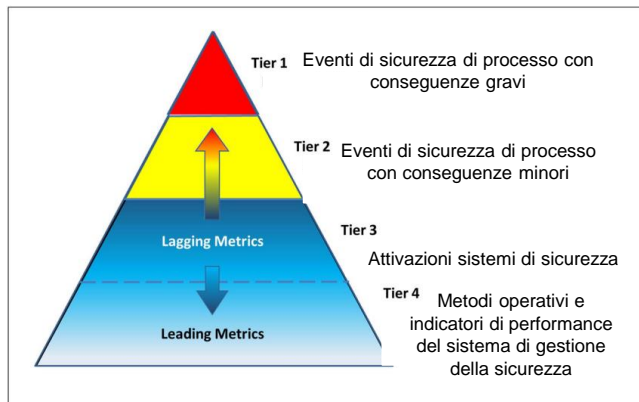 Tier 1
Eventi di sicurezza di processo con
conseguenze gravi
Tier 2
Eventi di sicurezza di processo
con conseguenze minori
Lagging Metrics
Tier 3
Attivazioni sistemi di sicurezza
Tier 4
Metodi operativi e
indicatori di performance
del sistema di gestione
della sicurezza
Leading Metrics